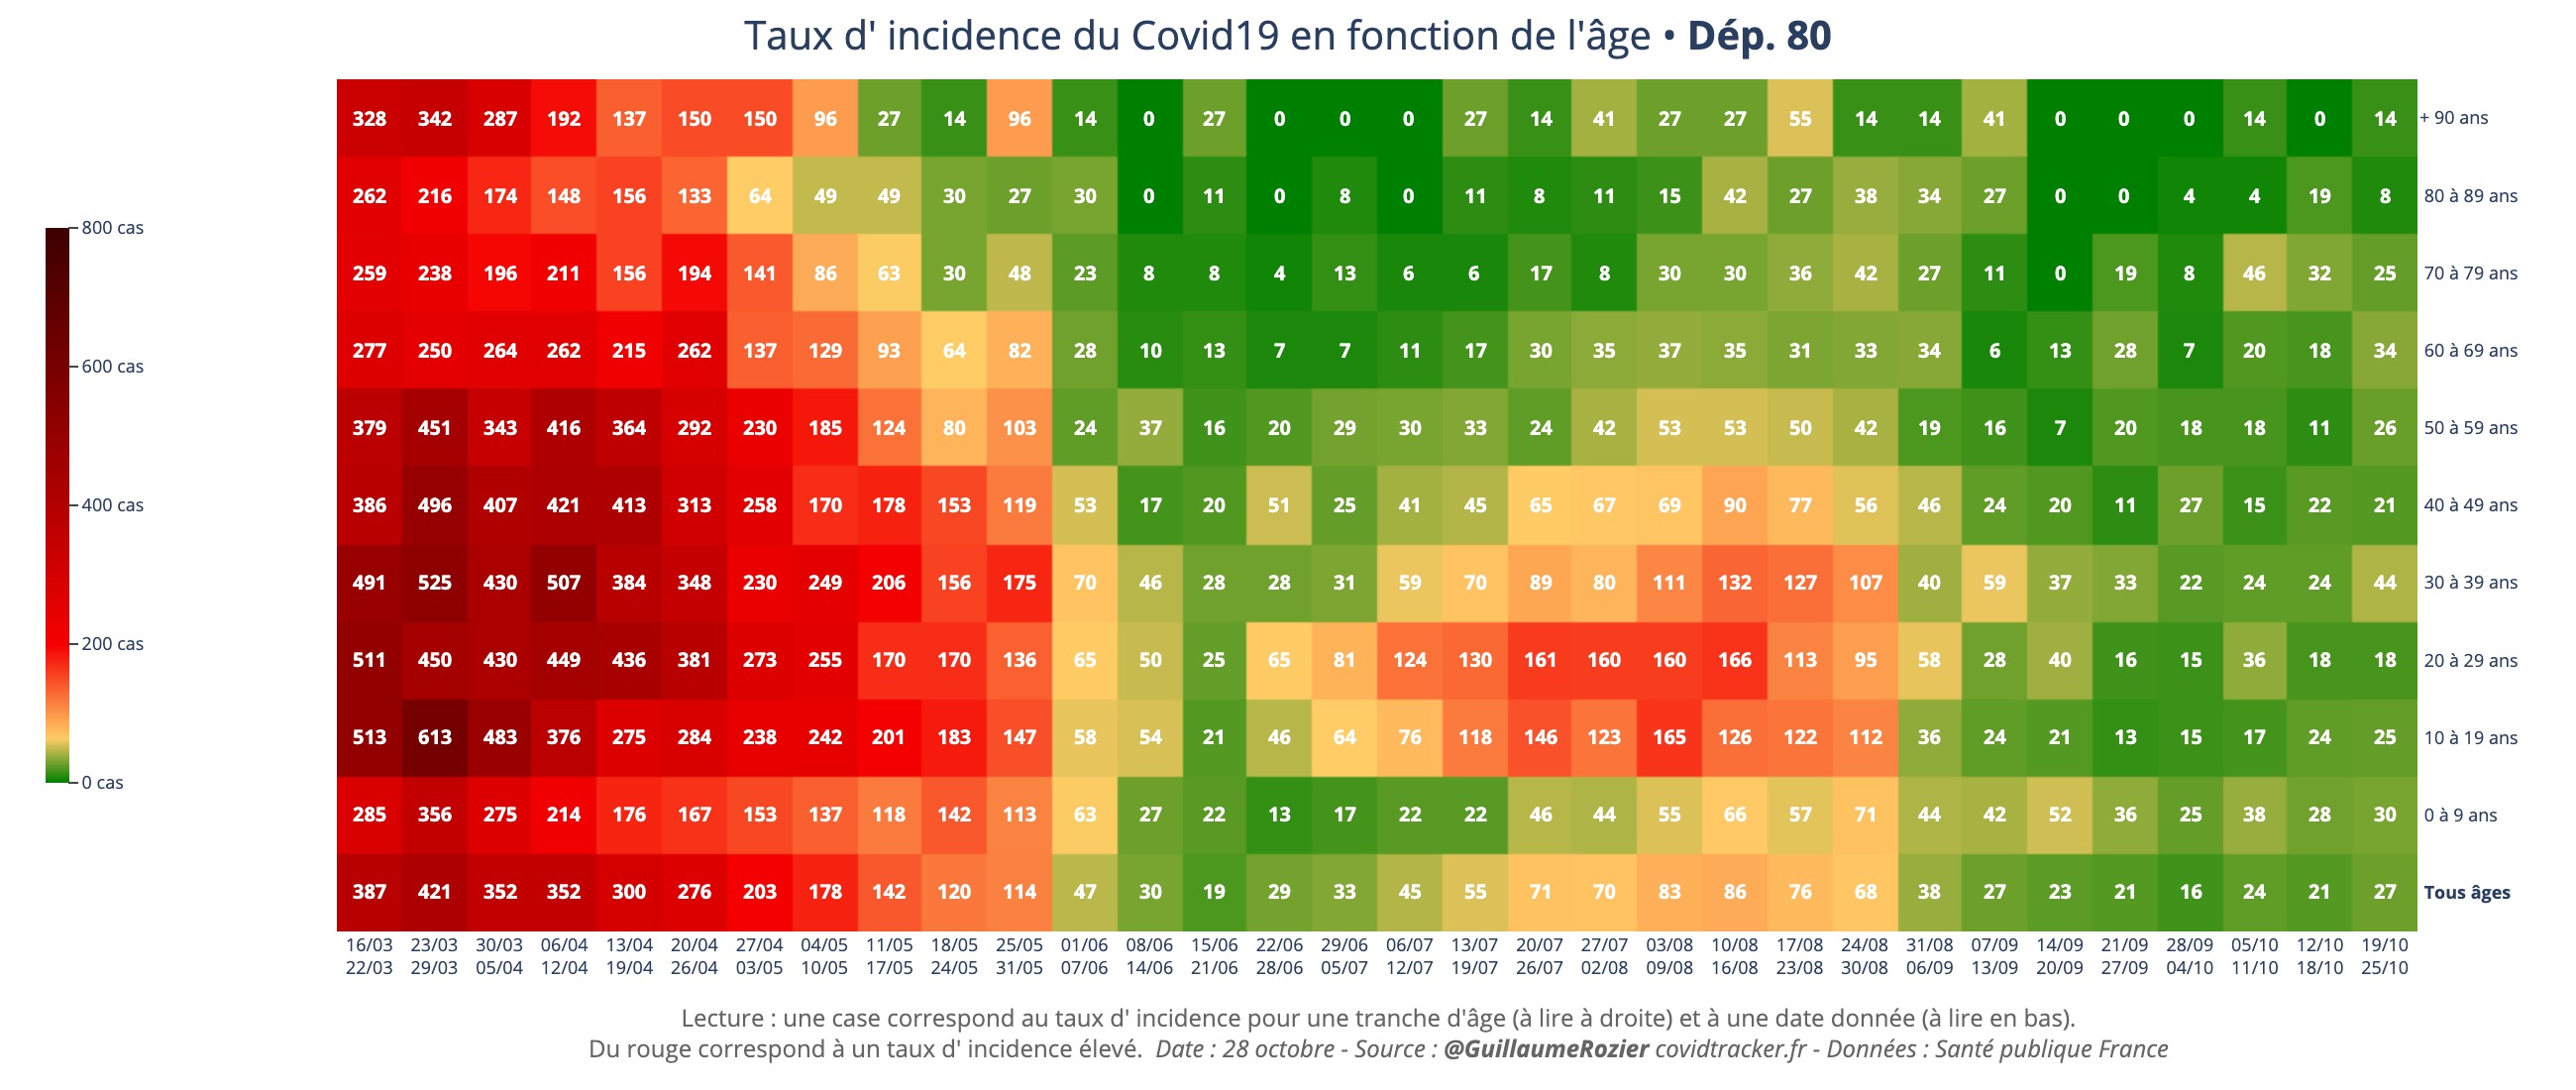 Taux d' incidence du Covid19 en fonction de l'âge • Dép. 80
800 cas
600 cas
400 cas
200 cas
0 cas
328 342 287 192 137 150 150 96 27 14 96 14 0 27 0 0 0 27 14 41 27 27 55 14 14 41 0 0 0 14 0 14 + 90 ans
262 216 174 148 156 133 64 49 49 30 27 30 0 11 0 8 0 11 8 11 15 42 27 38 34 27 0 0 4 4 19 8 80 à 89 ans
259 238 196 211 156 194 141 86 63 30 48 23 8 8 4 13 6 6 17 8 30 30 36 42 27 11 0 19 8 46 32 25 70 à 79 ans
277 250 264 262 215 262 137 129 93 64 82 28 10 13 7 7 11 17 30 35 37 35 31 33 34 6 13 28 7 20 18 34 60 à 69 ans
379 451 343 416 364 292 230 185 124 80 103 24 37 16 20 29 30 33 24 42 53 53 50 42 19 16 7 20 18 18 11 26 50 à 59 ans
386 496 407 421 413 313 258 170 178 153 119 53 17 20 51 25 41 45 65 67 69 90 77 56 46 24 20 11 27 15 22 21 40 à 49 ans
491 525 430 507 384 348 230 249 206 156 175 70 46 28 28 31 59 70 89 80 111 132 127 107 40 59 37 33 22 24 24 44 30 à 39 ans
511 450 430 449 436 381 273 255 170 170 136 65 50 25 65 81 124 130 161 160 160 166 113 95 58 28 40 16 15 36 18 18 20 à 29 ans
513 613 483 376 275 284 238 242 201 183 147 58 54 21 46 64 76 118 146 123 165 126 122 112 36 24 21 13 15 17 24 25 10 à 19 ans
285 356 275 214 176 167 153 137 118 142 113 63 27 22 13 17 22 22 46 44 55 66 57 71 44 42 52 36 25 38 28 30 0 à 9 ans
387 421 352 352 300 276 203 178 142 120 114 47 30 19 29 33 45 55 71 70 83 86 76 68 38 27 23 21 16 24 21 27 Tous âges
16/03 23/03 30/03 06/04 13/04 20/04 27/04 04/05 11/05 18/05 25/05 01/06 08/06 15/06 22/06 29/06 06/07 13/07 20/07 27/07 03/08 10/08 17/08 24/08 31/08 07/09 14/09 21/09 28/09 05/10 12/10 19/10
22/03 29/03 05/04 12/04 19/04 26/04 03/05 10/05 17/05 24/05 31/05 07/06 14/06 21/06 28/06 05/07 12/07 19/07 26/07 02/08 09/08 16/08 23/08 30/08 06/09 13/09 20/09 27/09 04/10 11/10 18/10 25/10
Lecture : une case correspond au taux d' incidence pour une tranche d'âge (à lire à droite) et à une date donnée (à lire en bas).
Du rouge correspond à un taux d' incidence élevé. Date : 28 octobre - Source : @GuillaumeRozier covidtracker.fr - Données : Santé publique France